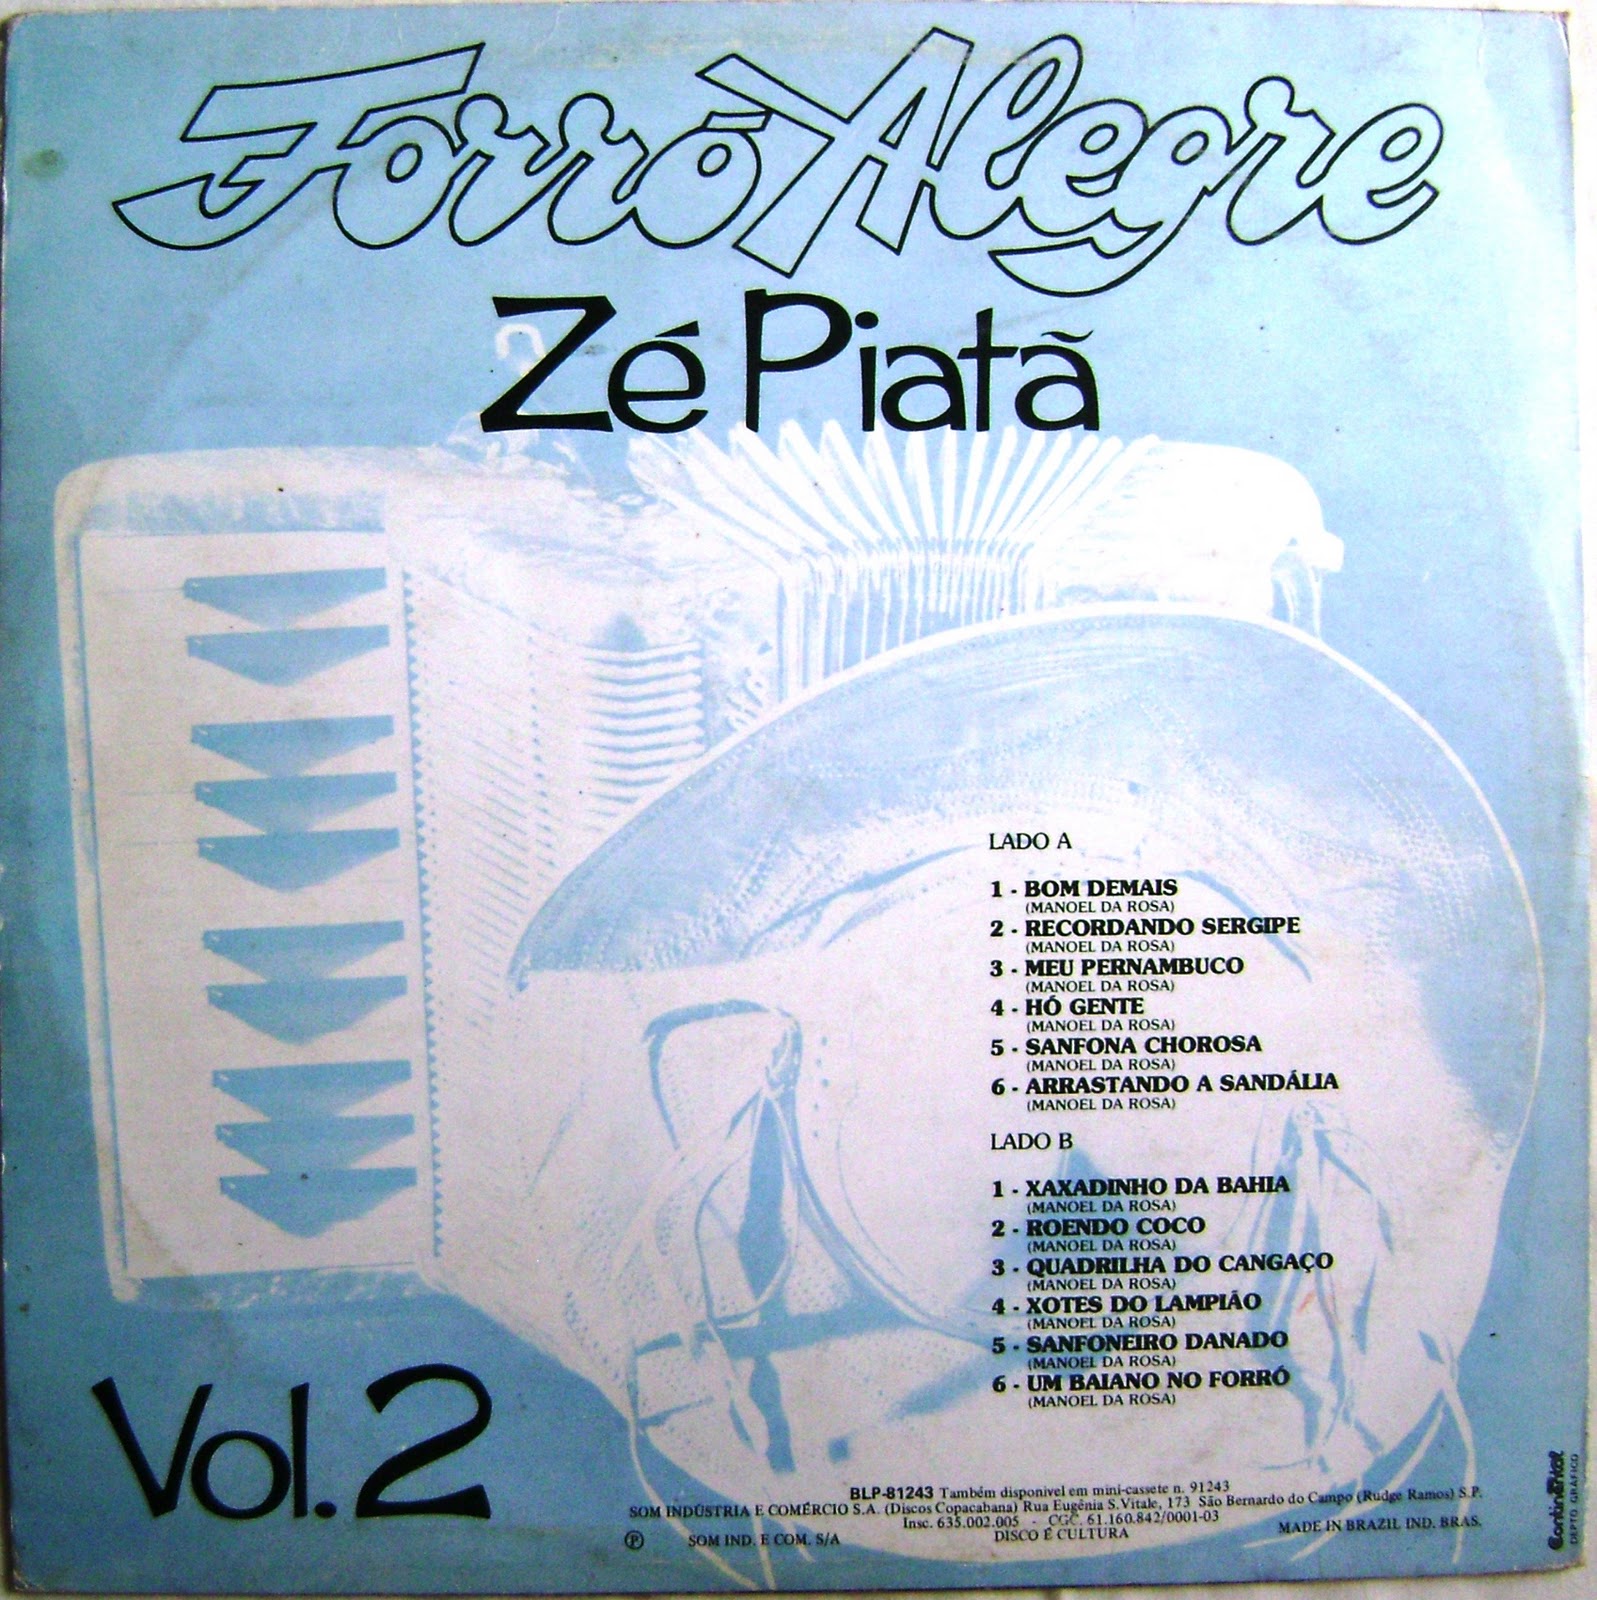 Forró Alegre
Zé Piatã
LADO A
1 - BOM DEMAIS
(MANOEL DA ROSA)
2 - RECORDANDO SERGIPE
(MANOEL DA ROSA)
3 - MEU PERNAMBUCO
(MANOEL DA ROSA)
4 - HÓ GENTE
(MANOEL DA ROSA)
5 - SANFONA CHOROSA
(MANOEL DA ROSA)
6 - ARRASTANDO A SANDÁLIA
(MANOEL DA ROSA)
LADO B
1 - XAXADINHO DA BAHIA
(MANOEL DA ROSA)
2 - ROENDO COCO
(MANOEL DA ROSA)
3 - QUADRILHA DO CANGAÇO
(MANOEL DA ROSA)
4 - XOTES DO LAMPIÃO
(MANOEL DA ROSA)
5 - SANFONEIRO DANADO
(MANOEL DA ROSA)
6 - UM BAIANO NO FORRÓ
(MANOEL DA ROSA)
Vol. 2
BLP-81243 Também disponivel em mini-cassete n. 91243
SOM INDÚSTRIA E COMÉRCIO S.A. (Discos Copacabana) Rua Eugênia S. Vitale, 173 São Bernardo do Campo (Rudge Ramos) S.P.
Insc. 635.002.005 - CGC. 61.160.842/0001-03
Ⓟ SOM IND. E COM. S/A DISCO É CULTURA MADE IN BRAZIL IND. BRAS.
Continental
DEPTO GRÁFICO